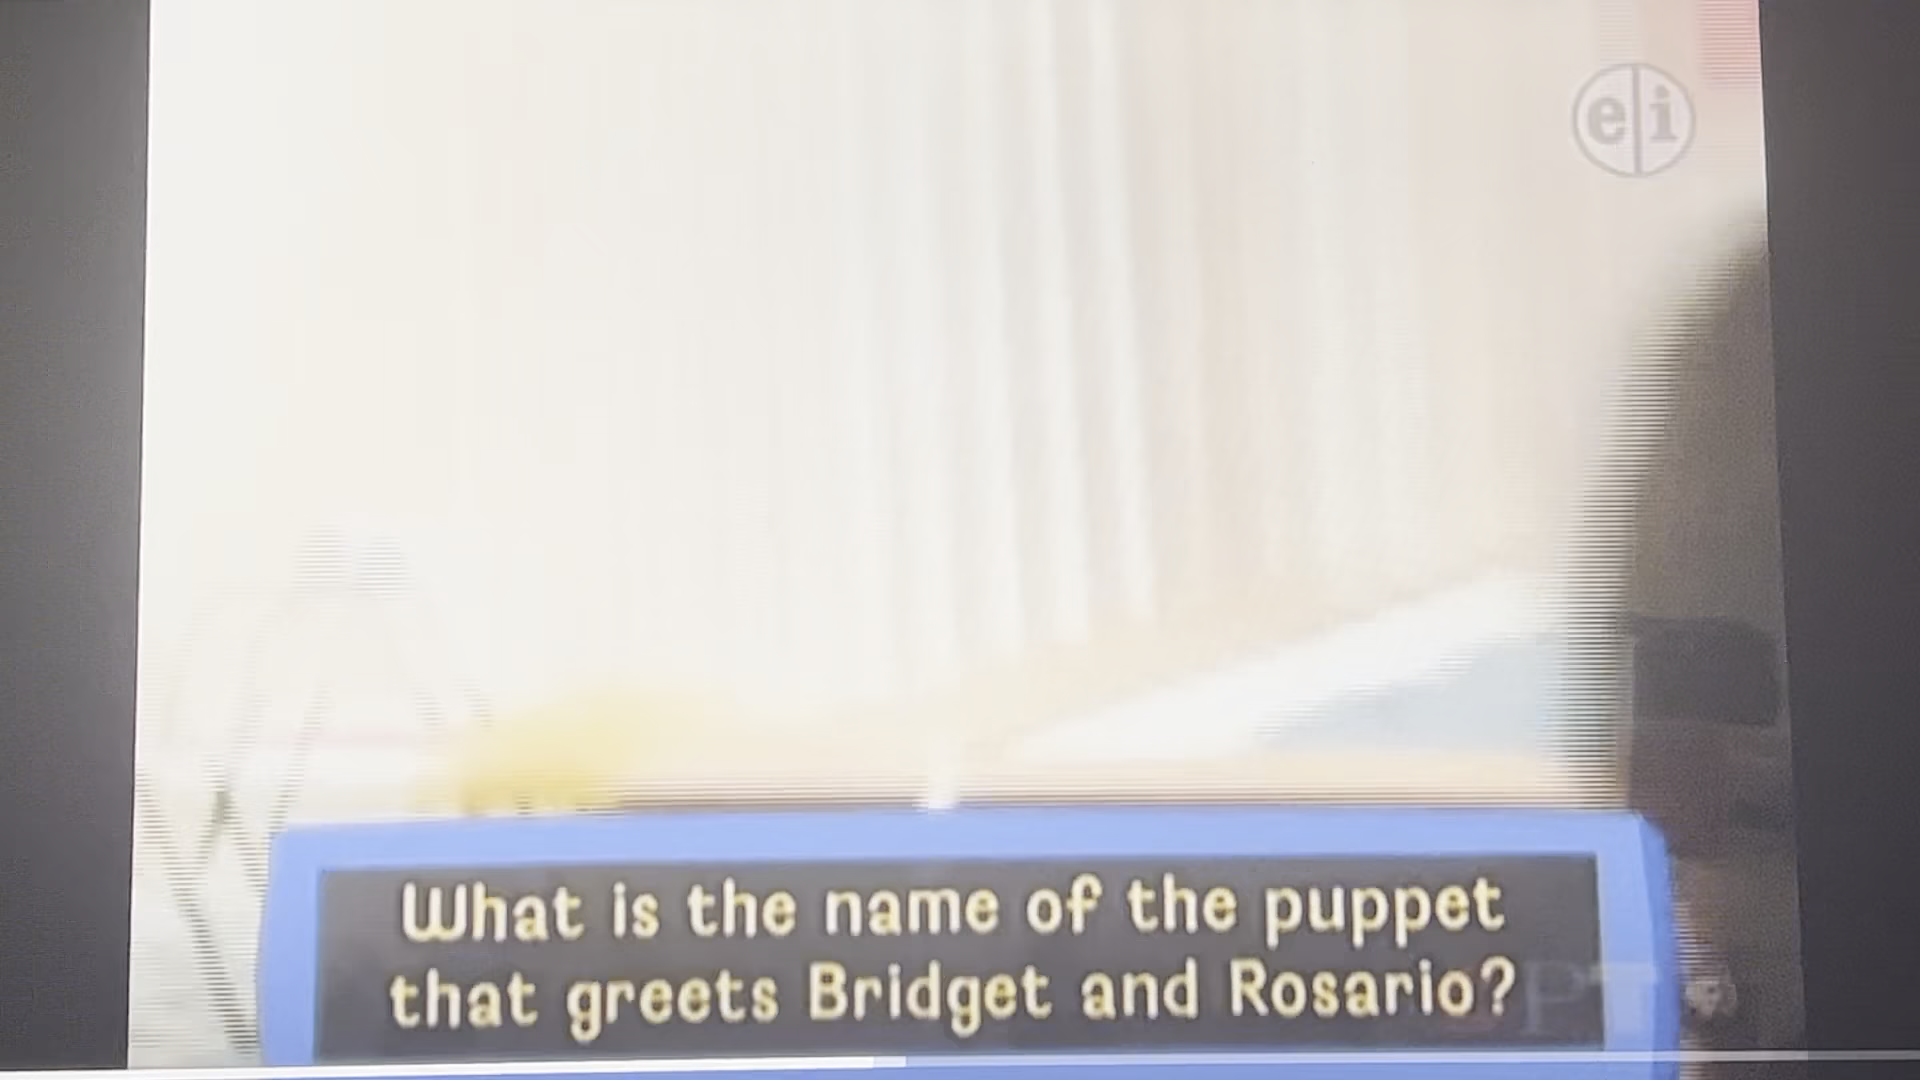 e i
What is the name of the puppet
that greets Bridget and Rosario?